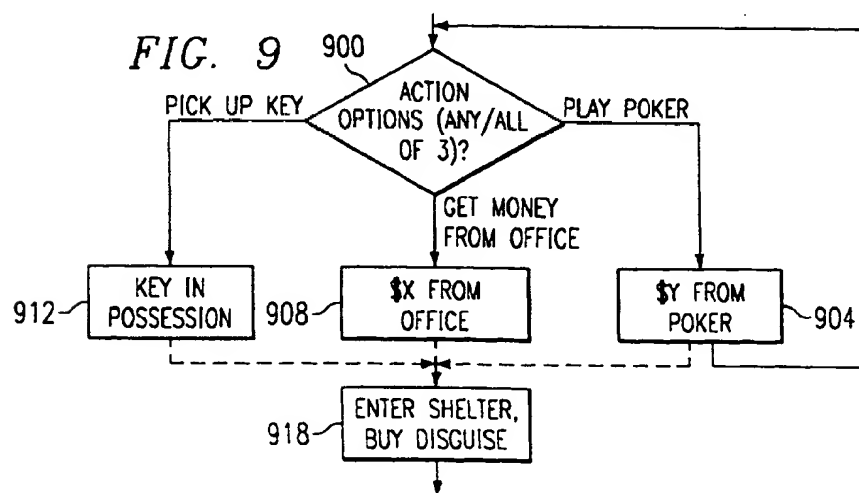 FIG. 9
900
ACTION
OPTIONS (ANY/ALL
OF 3)?
PICK UP KEY
PLAY POKER
GET MONEY
FROM OFFICE
912
KEY IN
POSSESSION
908
$X FROM
OFFICE
$Y FROM
POKER
904
918
ENTER SHELTER,
BUY DISGUISE